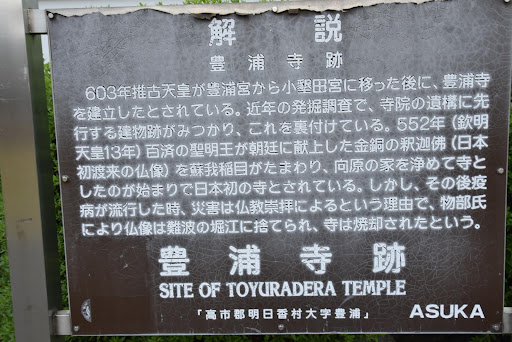 解説
豊浦寺跡
603年推古天皇が豊浦宮から小墾田宮に移った後に、豊浦寺
を建立したとされている。近年の発掘調査で、寺院の遺構に先
行する建物跡がみつかり、これを裏付けている。552年（欽明
天皇13年）百済の聖明王が朝廷に献上した金銅の釈迦佛（日本
初渡来の仏像）を蘇我稲目がたまわり、向原の家を浄めて寺と
したのが始まりで日本初の寺とされている。しかし、その後疫
病が流行した時、災害は仏教崇拝によるという理由で、物部氏
により仏像は難波の堀江に捨てられ、寺は焼却されたという。
豊浦寺跡
SITE OF TOYURADERA TEMPLE
「高市郡明日香村大字豊浦」
ASUKA